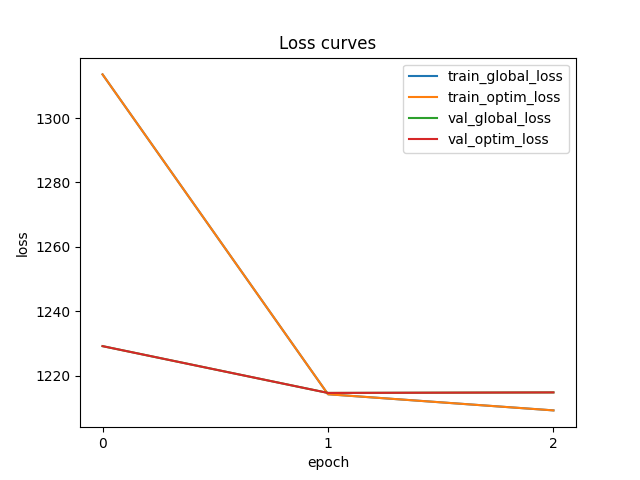 Loss curves
train_global_loss
train_optim_loss
val_global_loss
val_optim_loss
1300
1280
1260
1240
1220
loss
0 1 2
epoch